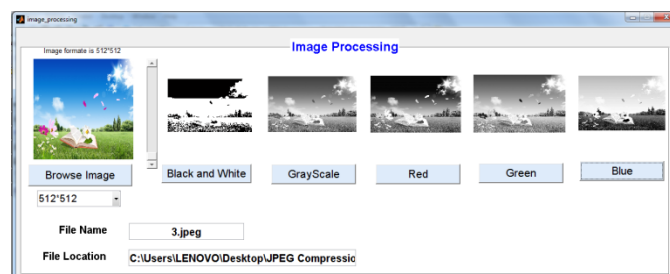 image_processing
Image formate is 512*512
Image Processing
Browse Image
Black and White
GrayScale
Red
Green
Blue
512*512
File Name
3.jpeg
File Location
C:\Users\LENOVO\Desktop\JPEG Compressio